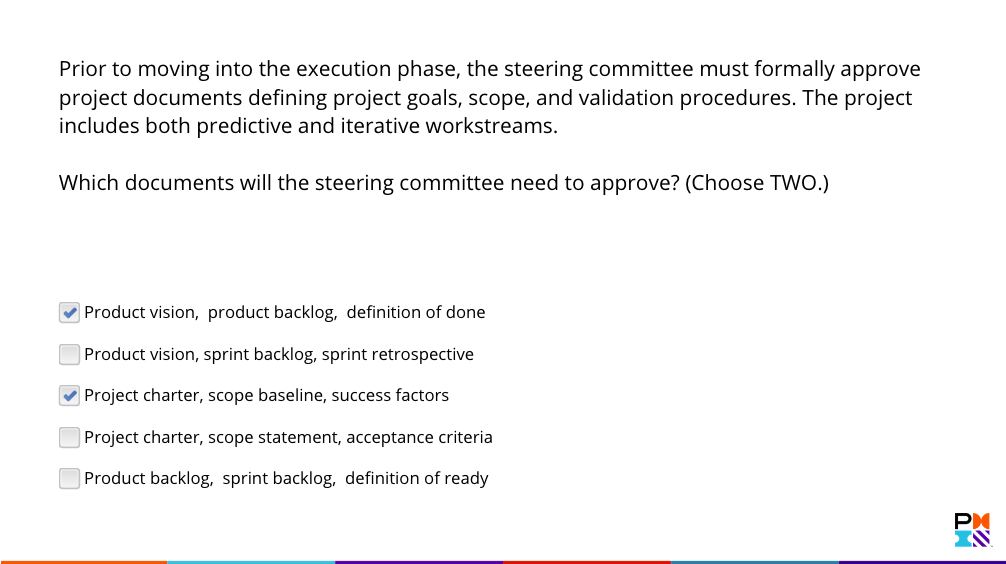 Prior to moving into the execution phase, the steering committee must formally approve
project documents defining project goals, scope, and validation procedures. The project
includes both predictive and iterative workstreams.
Which documents will the steering committee need to approve? (Choose TWO.)
Product vision,  product backlog,  definition of done
Product vision, sprint backlog, sprint retrospective
Project charter, scope baseline, success factors
Project charter, scope statement, acceptance criteria
Product backlog,  sprint backlog,  definition of ready